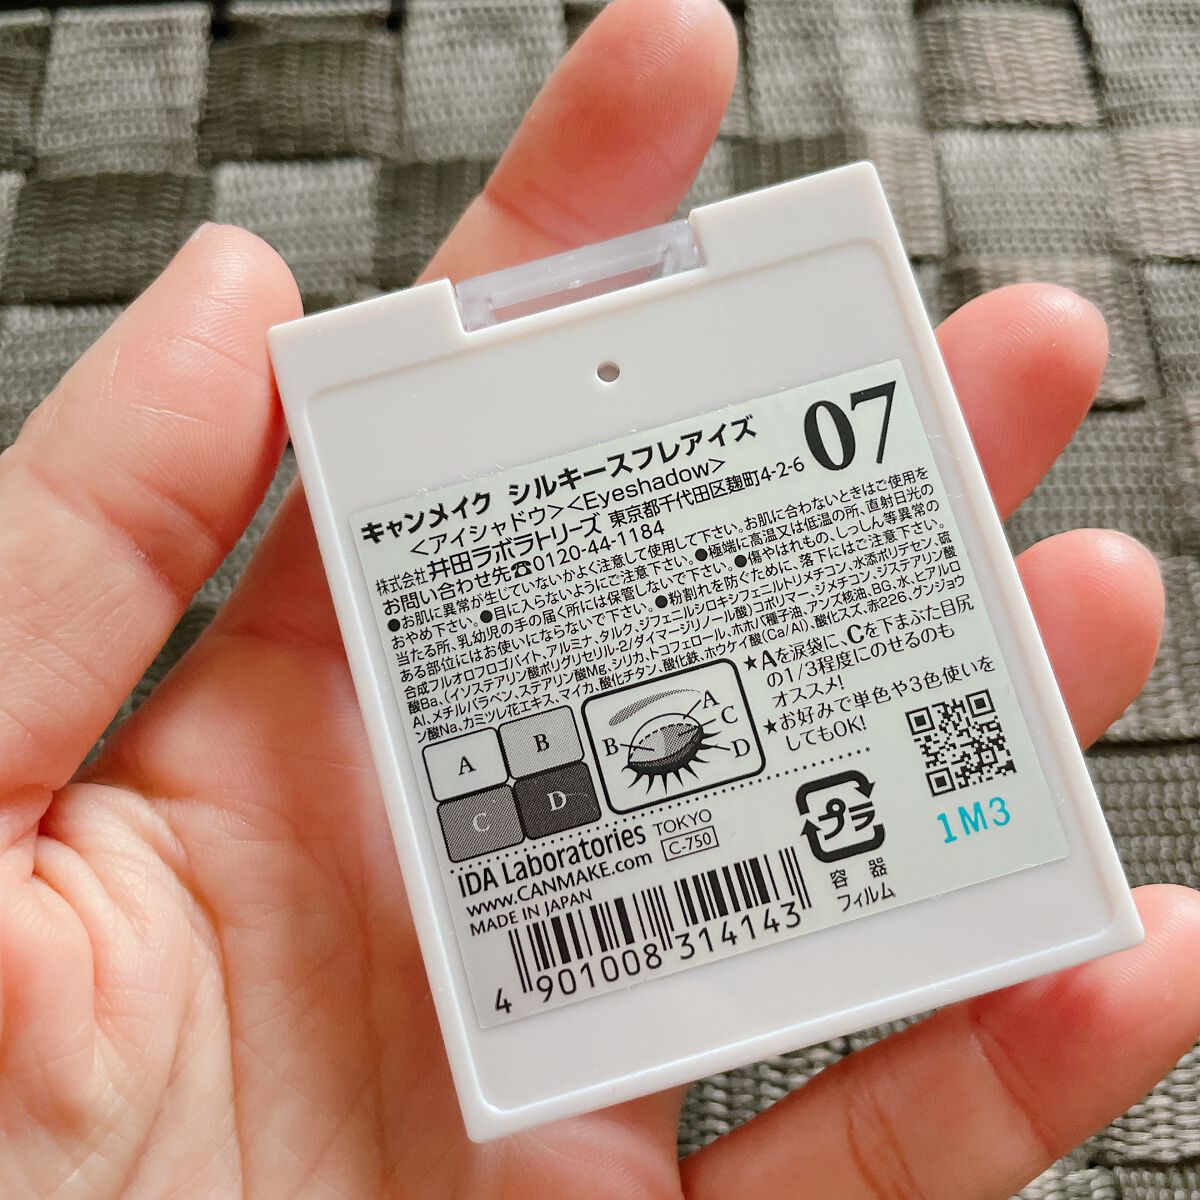 キャンメイク シルキースフレアイズ
07
<アイシャドウ><Eyeshadow>
株式会社 井田ラボラトリーズ 東京都千代田区麹町4-2-6
お問い合わせ先☎0120-44-1184
●お肌に異常が生じていないかよく注意して使用して下さい。お肌に合わないときはご使用を
おやめ下さい。●目に入らないようにご注意下さい。●極端に高温又は低温の所、直射日光の
当たる所、乳幼児の手の届く所には保管しないで下さい。●傷やはれもの、しっしん等異常の
ある部位にはお使いにならないで下さい。●粉割れを防ぐために、落下にはご注意下さい。
合成フルオロフロゴパイト、アルミナ、タルク、ジフェニルシロキシフェニルトリメチコン、水添ポリデセン、硫
酸Ba、(イソステアリン酸ポリグリセリル-2/ダイマージリノール酸)コポリマー、ジメチコン、ジステアリン酸
Al、メチルパラベン、ステアリン酸Mg、シリカ、トコフェロール、ホホバ種子油、アンズ核油、BG、水、ヒアルロ
ン酸Na、カミツレ花エキス、マイカ、酸化チタン、酸化鉄、ホウケイ酸(Ca/Al)、酸化スズ、赤226、グンジョウ
A
B
C
D
A
B
C
D
★Aを涙袋に、Cを下まぶた目尻
の1/3程度にのせるのも
オススメ!
★お好みで単色や3色使いを
してもOK!
IDA Laboratories TOKYO
www.CANMAKE.com C-750
MADE IN JAPAN
プラ
容器
フィルム
1M3
4 901008 314143